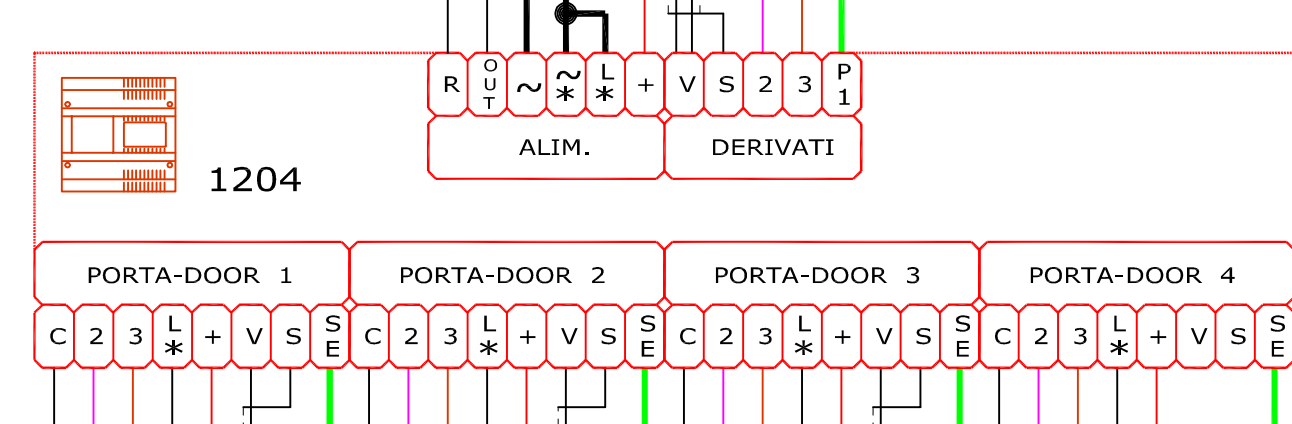 R OUT ~ ~* L* + V S 2 3 P1
ALIM. DERIVATI
1204
PORTA-DOOR 1 PORTA-DOOR 2 PORTA-DOOR 3 PORTA-DOOR 4
C 2 3 L* + V S SE C 2 3 L* + V S SE C 2 3 L* + V S SE C 2 3 L* + V S SE